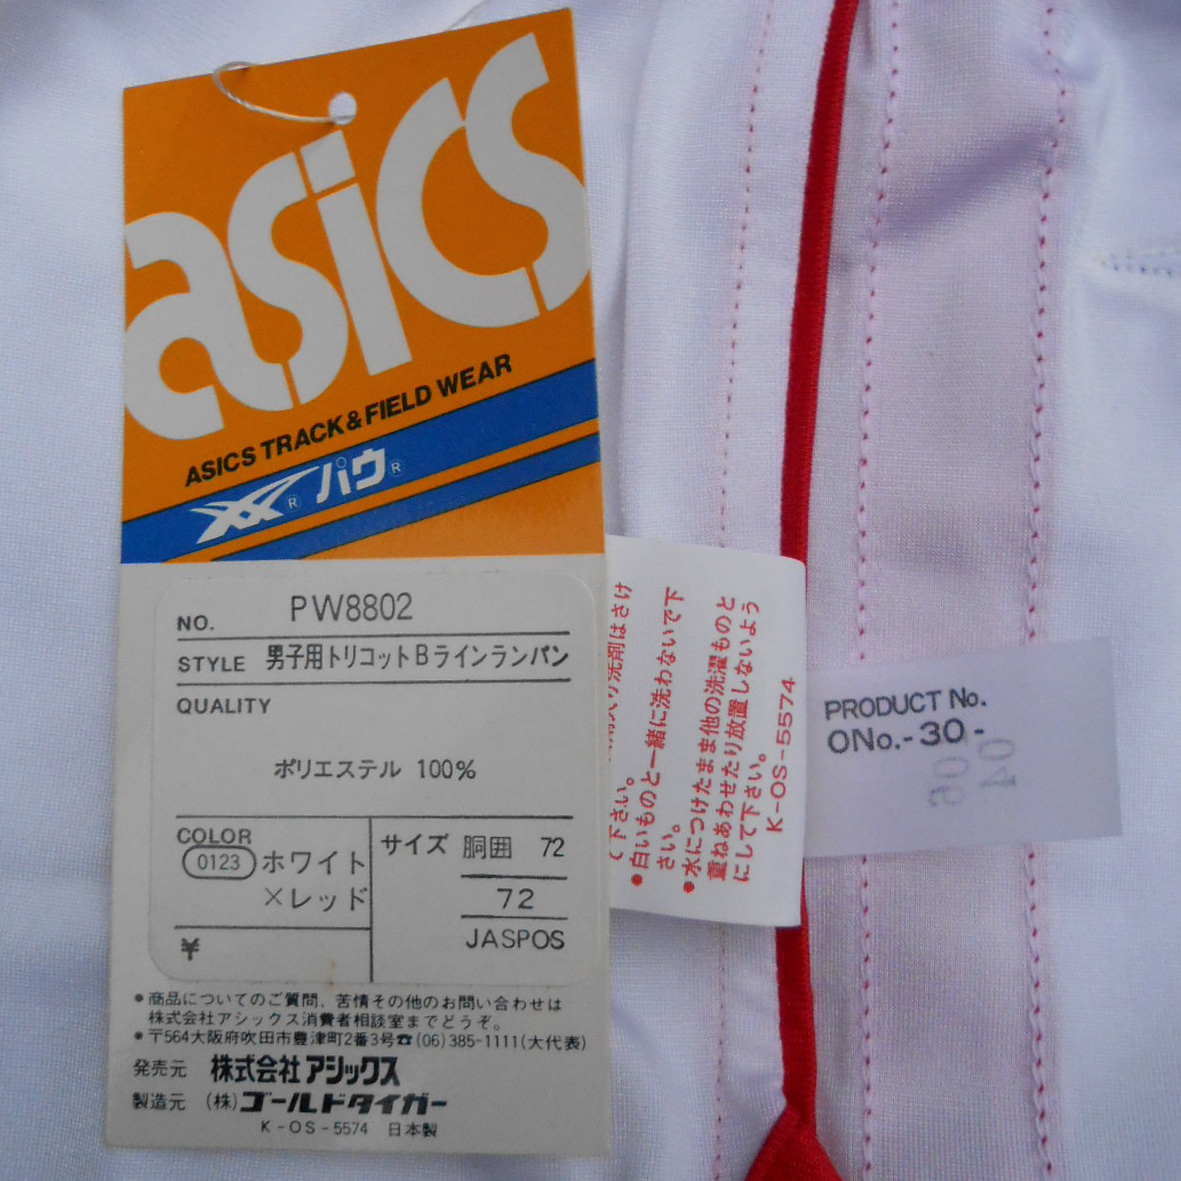 asics
ASICS TRACK & FIELD WEAR
® パウ®
NO. PW8802
STYLE 男子用トリコットBラインランパン
QUALITY
ポリエステル 100%
COLOR
0123 ホワイト
×レッド
¥
サイズ 胴囲 72
72
JASPOS
●商品についてのご質問、苦情その他のお問い合わせは
株式会社アシックス消費者相談室までどうぞ。
●〒564大阪府吹田市豊津町2番3号☎(06)385-1111(大代表)
発売元 株式会社アシックス
製造元 (株)ゴールドタイガー
K-OS-5574 日本製
り洗剤はさけ
て下さい。
●白いものと一緒に洗わないで下
さい。
●水につけたまま他の洗濯ものと
重ねあわせたり放置しないよう
にして下さい。
K-OS-5574
PRODUCT No.
ONo.-30-